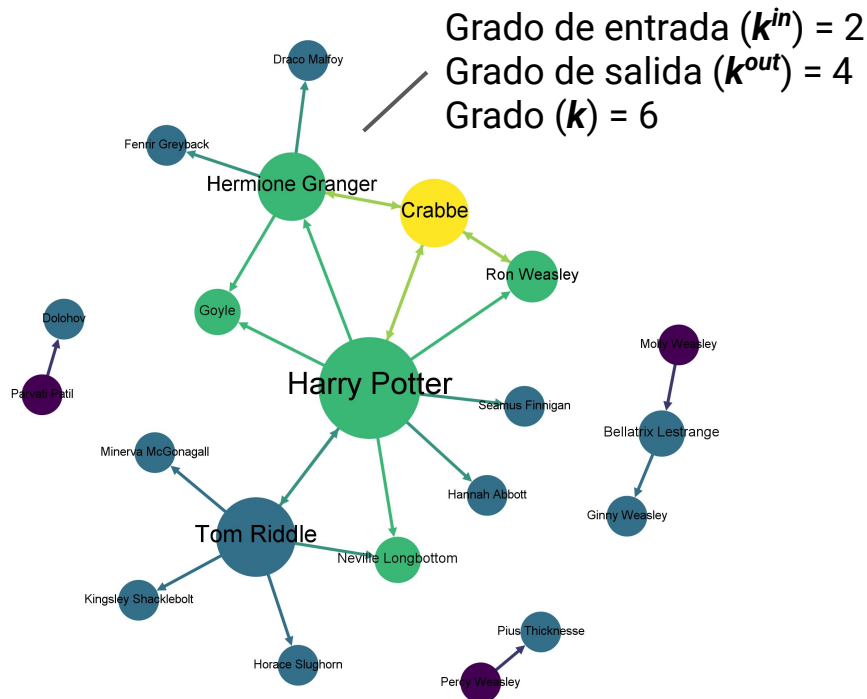 Grado de entrada (k^in) = 2
Grado de salida (k^out) = 4
Grado (k) = 6
Draco Malfoy
Fenrir Greyback
Hermione Granger
Crabbe
Ron Weasley
Goyle
Dolohov
Molly Weasley
Harry Potter
Parvati Patil
Seamus Finnigan
Bellatrix Lestrange
Minerva McGonagall
Hannah Abbott
Ginny Weasley
Tom Riddle
Neville Longbottom
Kingsley Shacklebolt
Pius Thicknesse
Horace Slughorn
Percy Weasley